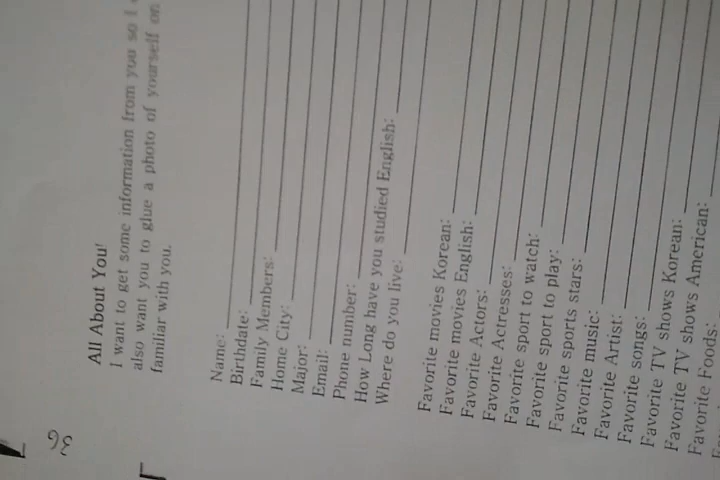 36
All About You!
I want to get some information from you so I
also want you to glue a photo of yourself on
familiar with you.
Name:
Birthdate:
Family Members:
Home City:
Major:
Email:
Phone number:
How Long have you studied English:
Where do you live:
Favorite movies Korean:
Favorite movies English:
Favorite Actors:
Favorite Actresses:
Favorite sport to watch:
Favorite sport to play:
Favorite sports stars:
Favorite music:
Favorite Artist:
Favorite songs:
Favorite TV shows Korean:
Favorite TV shows American:
Favorite Foods: